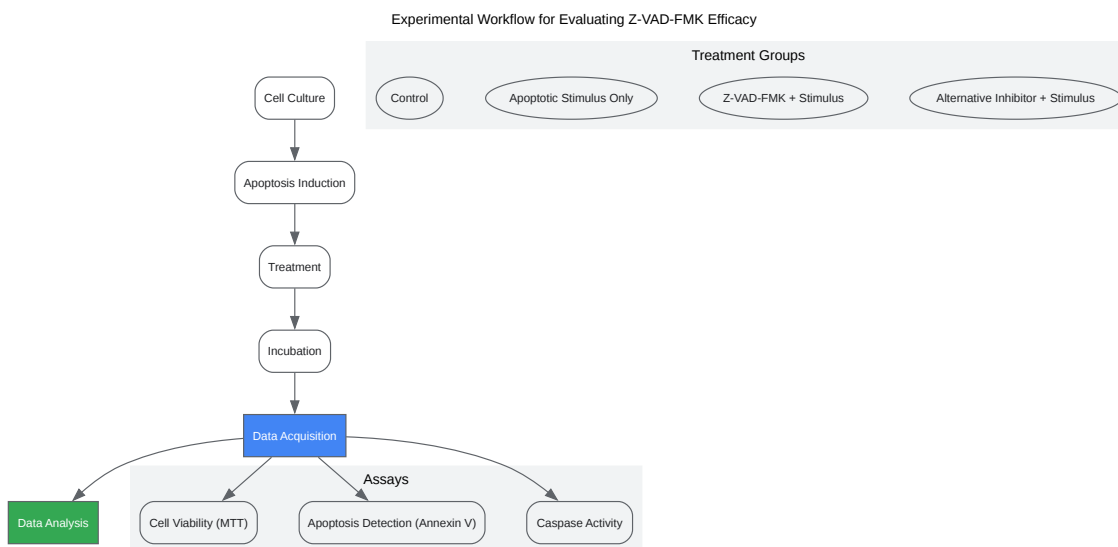 Experimental Workflow for Evaluating Z-VAD-FMK Efficacy
Treatment Groups
Cell Culture
Control
Apoptotic Stimulus Only
Z-VAD-FMK + Stimulus
Alternative Inhibitor + Stimulus
Apoptosis Induction
Treatment
Incubation
Data Acquisition
Assays
Data Analysis
Cell Viability (MTT)
Apoptosis Detection (Annexin V)
Caspase Activity